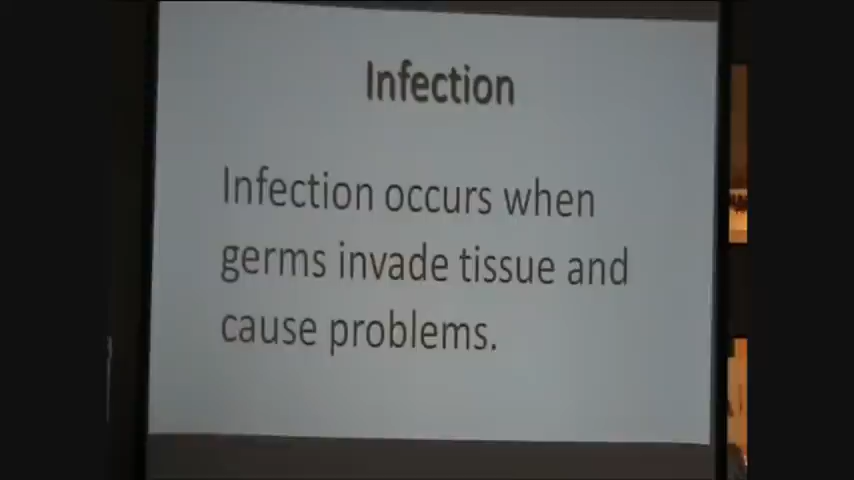 Infection
Infection occurs when
germs invade tissue and
cause problems.